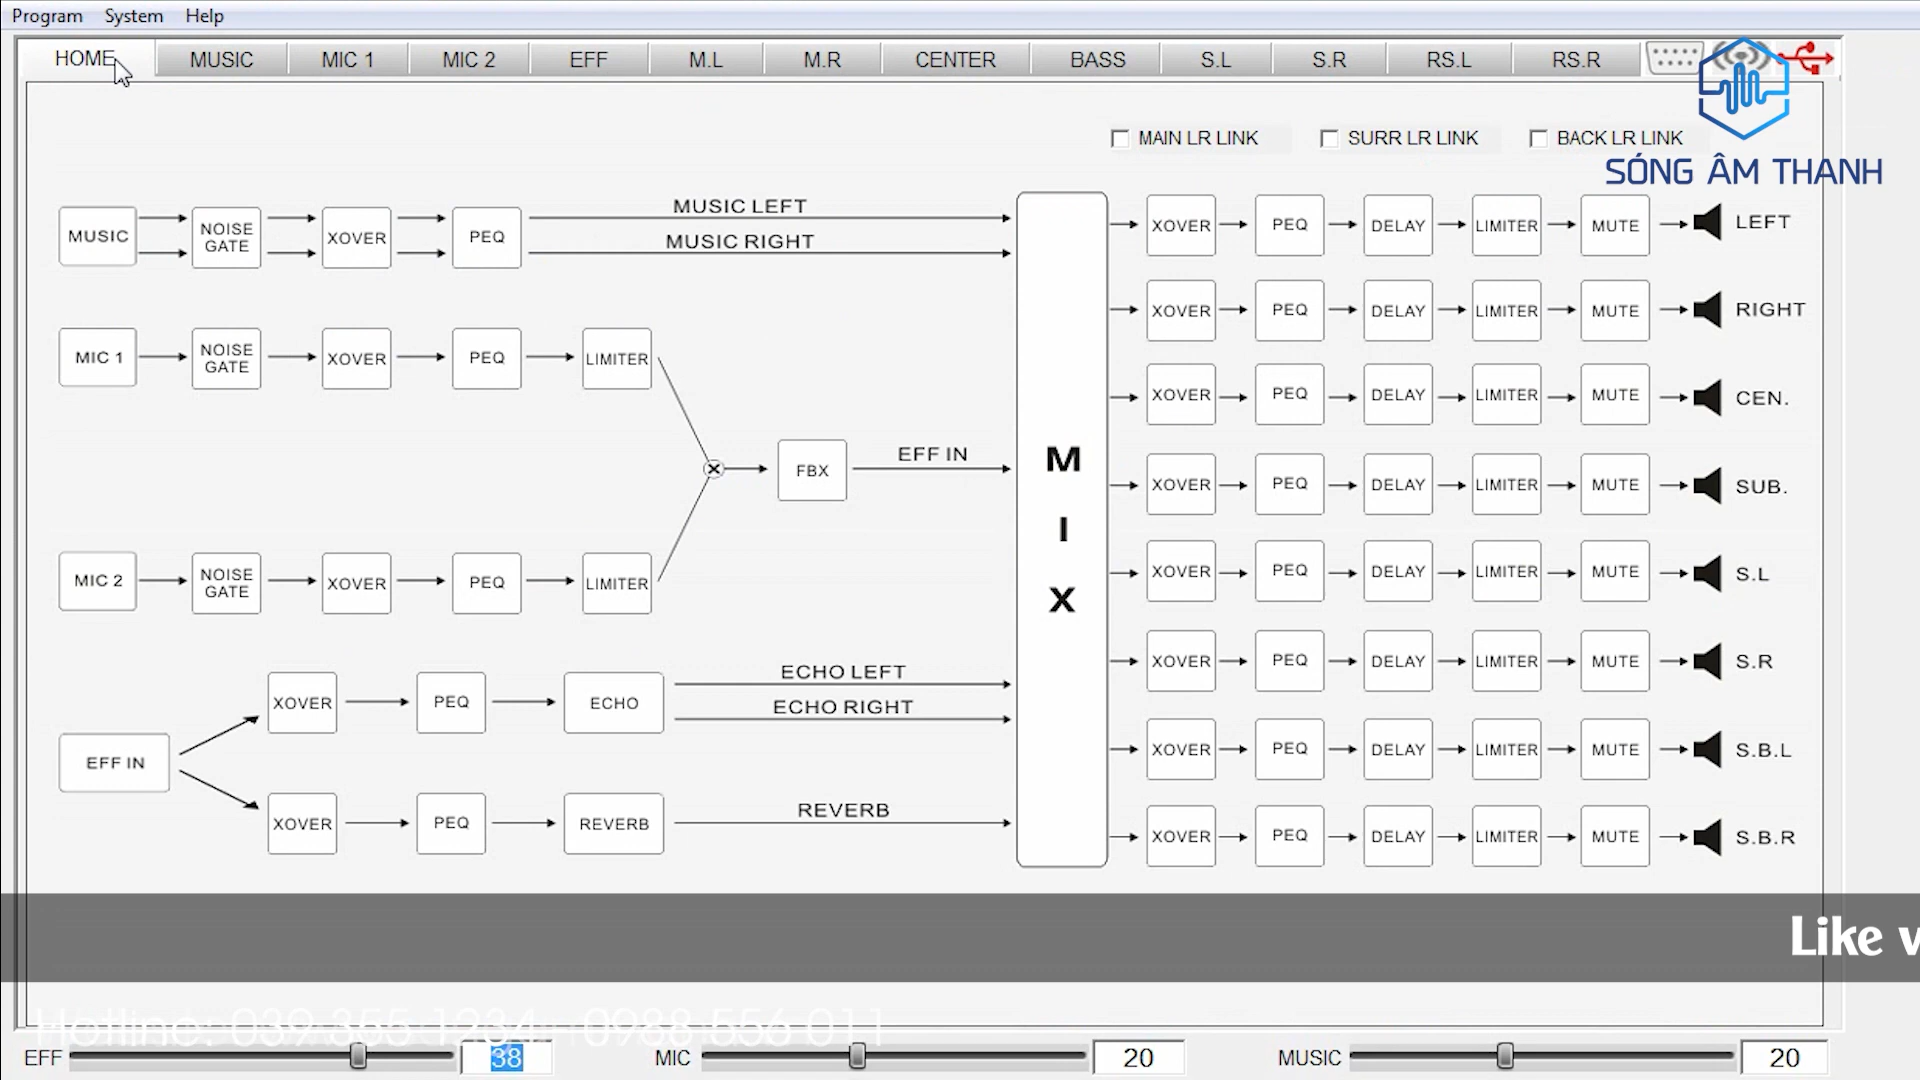 Program System Help
HOME MUSIC MIC 1 MIC 2 EFF M.L M.R CENTER BASS S.L S.R RS.L RS.R
MAIN LR LINK SURR LR LINK BACK LR LINK
SÓNG ÂM THANH
MUSIC NOISE GATE XOVER PEQ MUSIC LEFT
MUSIC RIGHT
MIC 1 NOISE GATE XOVER PEQ LIMITER
FBX EFF IN
MIC 2 NOISE GATE XOVER PEQ LIMITER
EFF IN
XOVER PEQ ECHO ECHO LEFT
ECHO RIGHT
XOVER PEQ REVERB REVERB
M
I
X
XOVER PEQ DELAY LIMITER MUTE LEFT
XOVER PEQ DELAY LIMITER MUTE RIGHT
XOVER PEQ DELAY LIMITER MUTE CEN.
XOVER PEQ DELAY LIMITER MUTE SUB.
XOVER PEQ DELAY LIMITER MUTE S.L
XOVER PEQ DELAY LIMITER MUTE S.R
XOVER PEQ DELAY LIMITER MUTE S.B.L
XOVER PEQ DELAY LIMITER MUTE S.B.R
Like
Hotline: 039.355.1234 - 0988.556.011
EFF 38 MIC 20 MUSIC 20